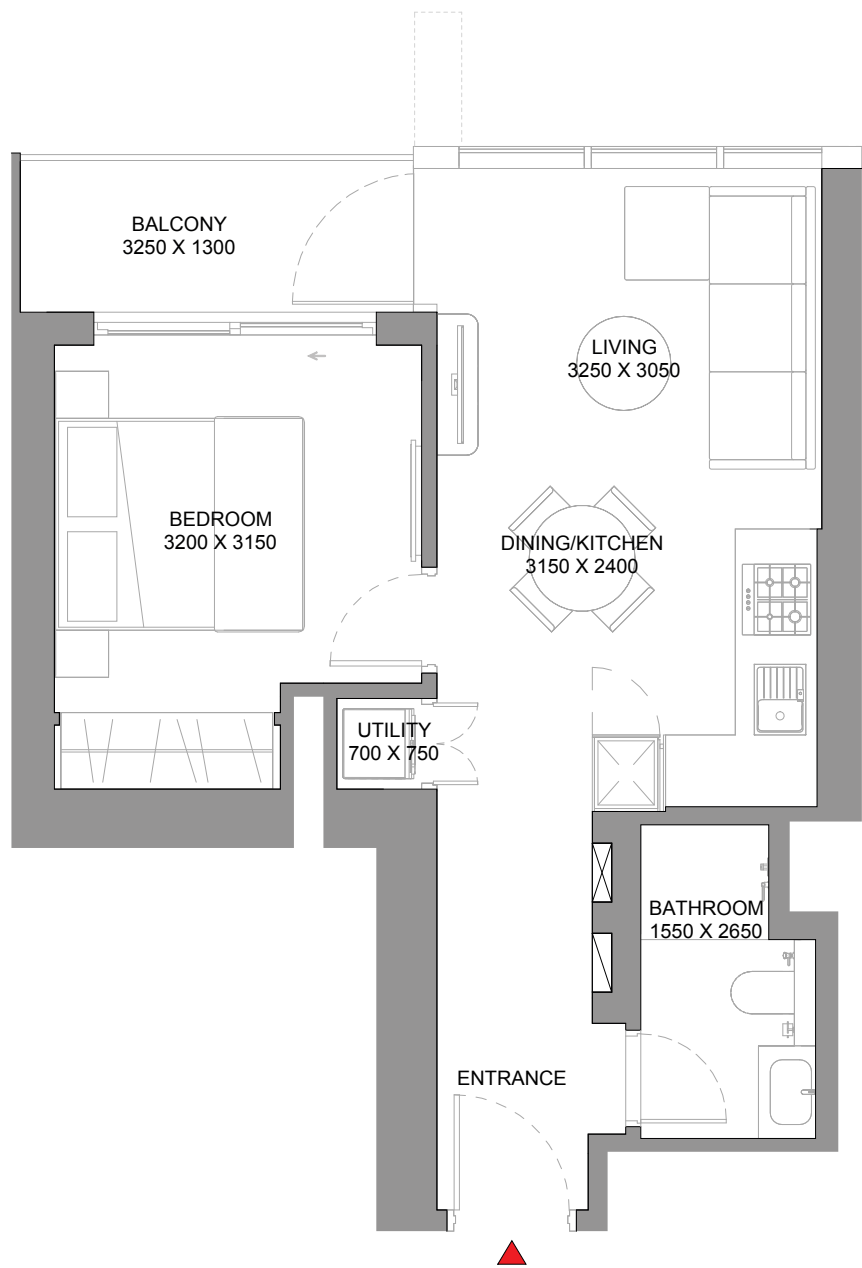 BALCONY
3250 X 1300
LIVING
3250 X 3050
BEDROOM
3200 X 3150
DINING/KITCHEN
3150 X 2400
UTILITY
700 X 750
BATHROOM
1550 X 2650
ENTRANCE